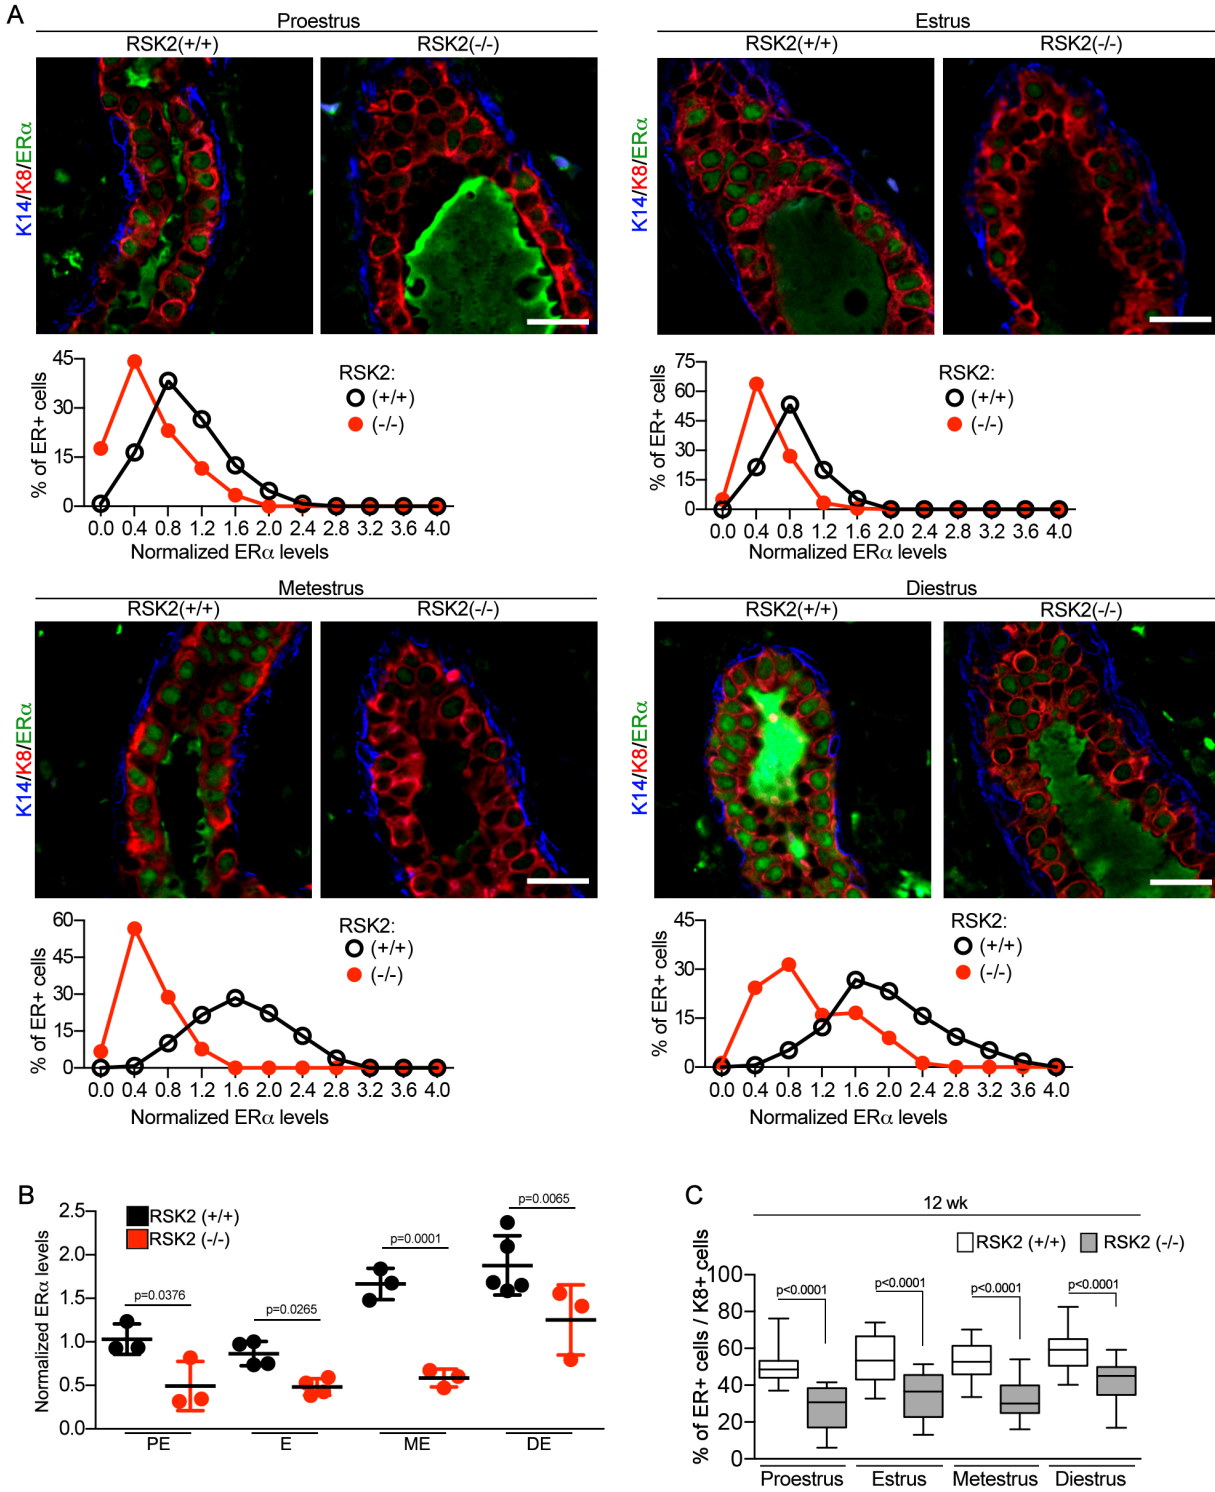 A
Proestrus
Estrus
RSK2(+/+)
RSK2(-/-)
RSK2(+/+)
RSK2(-/-)
K14/K8/ERα
K14/K8/ERα
% of ER+ cells
45
30
15
0
0.0 0.4 0.8 1.2 1.6 2.0 2.4 2.8 3.2 3.6 4.0
Normalized ERα levels
RSK2:
(+/+)
(-/-)
% of ER+ cells
75
60
45
30
15
0
0.0 0.4 0.8 1.2 1.6 2.0 2.4 2.8 3.2 3.6 4.0
Normalized ERα levels
RSK2:
(+/+)
(-/-)
Metestrus
Diestrus
RSK2(+/+)
RSK2(-/-)
RSK2(+/+)
RSK2(-/-)
K14/K8/ERα
K14/K8/ERα
% of ER+ cells
60
45
30
15
0
0.0 0.4 0.8 1.2 1.6 2.0 2.4 2.8 3.2 3.6 4.0
Normalized ERα levels
RSK2:
(+/+)
(-/-)
% of ER+ cells
45
30
15
0
0.0 0.4 0.8 1.2 1.6 2.0 2.4 2.8 3.2 3.6 4.0
Normalized ERα levels
RSK2:
(+/+)
(-/-)
B
Normalized ERα levels
2.5
2.0
1.5
1.0
0.5
0.0
RSK2 (+/+)
RSK2 (-/-)
p=0.0376
p=0.0265
p=0.0001
p=0.0065
PE E ME DE
C
12 wk
RSK2 (+/+)
RSK2 (-/-)
% of ER+ cells / K8+ cells
100
80
60
40
20
0
p<0.0001
p<0.0001
p<0.0001
p<0.0001
Proestrus Estrus Metestrus Diestrus